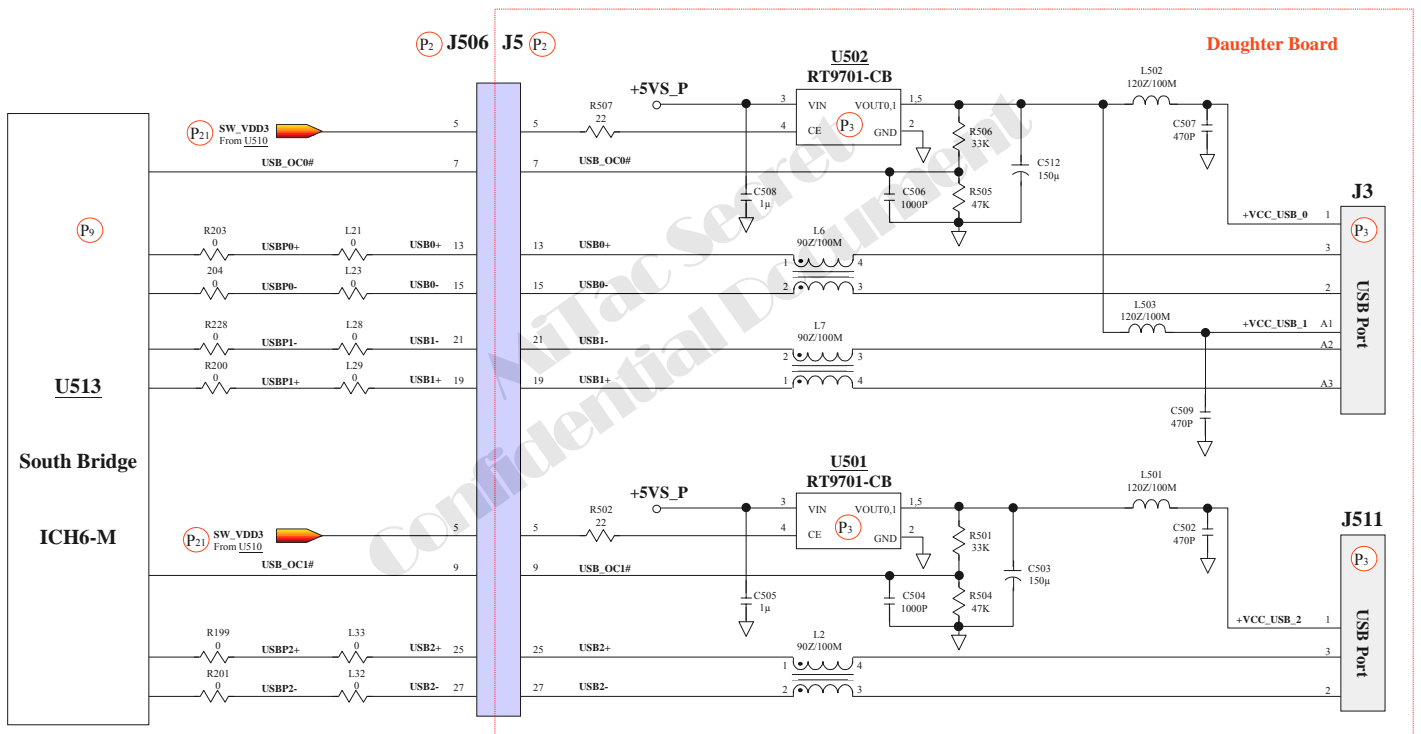 P2 J506 J5 P2
Daughter Board
U502
RT9701-CB
L502
120Z/100M
+5VS_P
R507
22
3 VIN VOUT0,1 1,5
4 CE P3 GND 2
P21 SW_VDD3
From U510
5 5
USB_OC0# 7 7 USB_OC0#
R506
33K
C507
470P
C512
150μ
C508
1μ
C506
1000P
R505
47K
J3
+VCC_USB_0 1
P3
P9
R203
0
USBP0+
L21
0
USB0+ 13 13 USB0+
L6
90Z/100M
1 4
3
204
0
USBP0-
L23
0
USB0- 15 15 USB0-
2 3
2
L503
120Z/100M
+VCC_USB_1 A1
USB Port
R228
0
USBP1-
L28
0
USB1- 21 21 USB1-
L7
90Z/100M
2 3
A2
R200
0
USBP1+
L29
0
USB1+ 19 19 USB1+
1 4
A3
C509
470P
U513
South Bridge
ICH6-M
MiTac Secret
Confidential Document
U501
RT9701-CB
L501
120Z/100M
+5VS_P
R502
22
3 VIN VOUT0,1 1,5
4 CE P3 GND 2
P21 SW_VDD3
From U510
5 5
USB_OC1# 9 9 USB_OC1#
R501
33K
C502
470P
C503
150μ
C505
1μ
C504
1000P
R504
47K
J511
P3
+VCC_USB_2 1
USB Port
R199
0
USBP2+
L33
0
USB2+ 25 25 USB2+
L2
90Z/100M
1 4
3
R201
0
USBP2-
L32
0
USB2- 27 27 USB2-
2 3
2